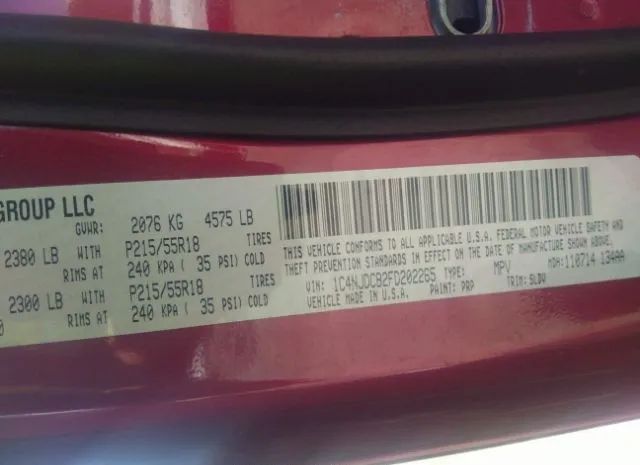 GROUP LLC
GVWR: 2076 KG 4575 LB
2380 LB WITH P215/55R18 TIRES
RIMS AT 240 KPA ( 35 PSI) COLD
2300 LB WITH P215/55R18 TIRES
RIMS AT 240 KPA ( 35 PSI) COLD
THIS VEHICLE CONFORMS TO ALL APPLICABLE
U.S.A. FEDERAL MOTOR VEHICLE SAFETY AND
THEFT PREVENTION STANDARDS IN EFFECT ON THE
DATE OF MANUFACTURE SHOWN ABOVE.
VIN: 1C4NJDCB2FD202265 TYPE: MPV MDH:110714 134AA
VEHICLE MADE IN U.S.A. PAINT: PRP TRIM: SLDV